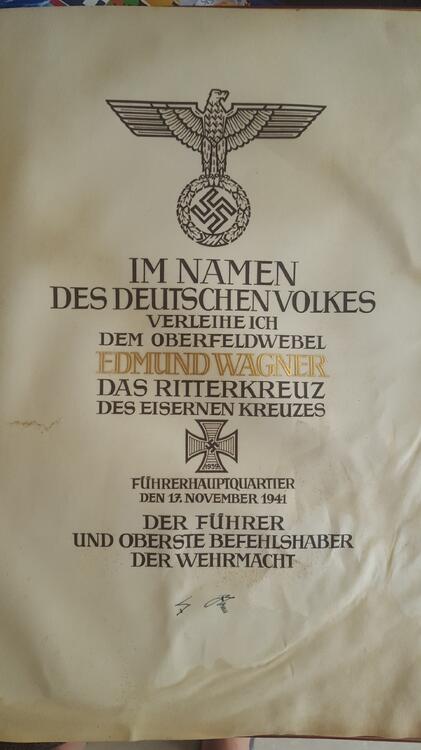 IM NAMEN
DES DEUTSCHEN VOLKES
VERLEIHE ICH
DEM OBERFELDWEBEL
EDMUND WAGNER
DAS RITTERKREUZ
DES EISERNEN KREUZES
1939
FÜHRERHAUPTQUARTIER
DEN 17. NOVEMBER 1941
DER FÜHRER
UND OBERSTE BEFEHLSHABER
DER WEHRMACHT